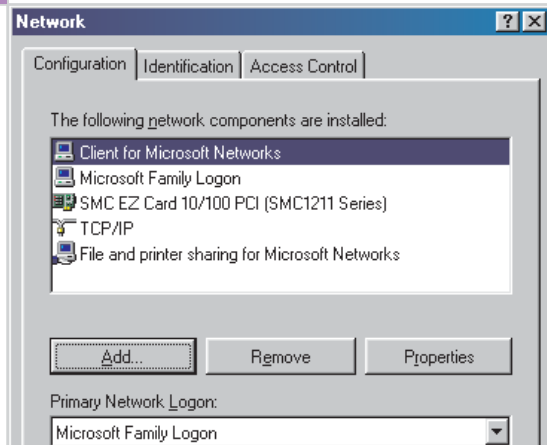 Network
Configuration Identification Access Control
The following network components are installed:
Client for Microsoft Networks
Microsoft Family Logon
SMC EZ Card 10/100 PCI (SMC1211 Series)
TCP/IP
File and printer sharing for Microsoft Networks
Add... Remove Properties
Primary Network Logon:
Microsoft Family Logon